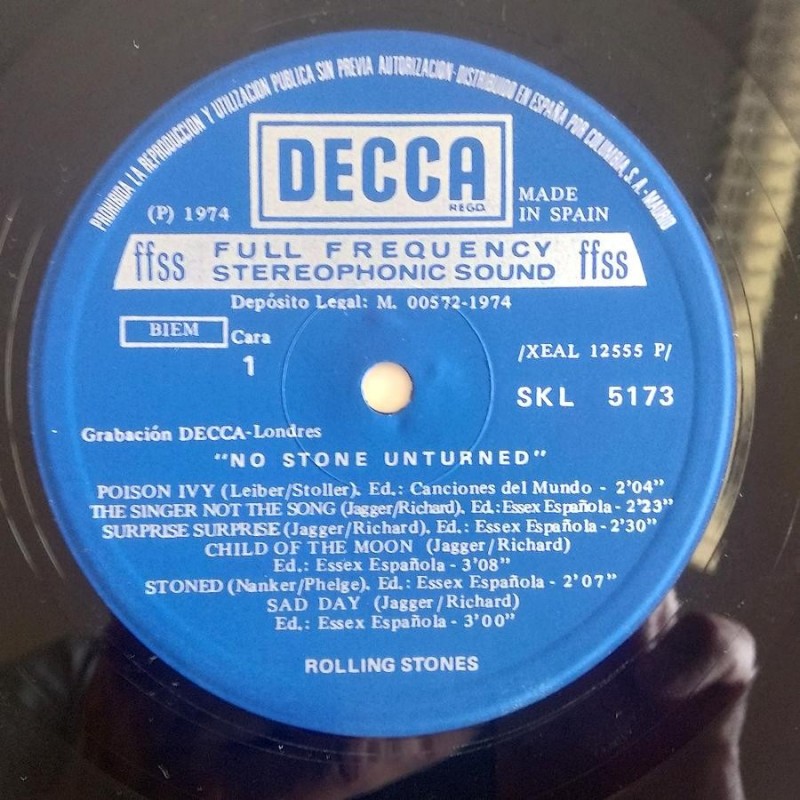 PROHIBIDA LA REPRODUCCION Y UTILIZACION PUBLICA SIN PREVIA AUTORIZACION-DISTRIBUIDO EN ESPAÑA POR COLUMBIA, S. A.-MADRID
DECCA
REGD.
(P) 1974
MADE
IN SPAIN
ffss FULL FREQUENCY STEREOPHONIC SOUND ffss
Depósito Legal: M. 00572-1974
BIEM
Cara
1
/XEAL 12555 P/
SKL 5173
Grabación DECCA-Londres
"NO STONE UNTURNED"
POISON IVY (Leiber/Stoller). Ed.: Canciones del Mundo - 2'04"
THE SINGER NOT THE SONG (Jagger/Richard). Ed.:Essex Española - 2'23
SURPRISE SURPRISE (Jagger/Richard). Ed.: Essex Española - 2'30"
CHILD OF THE MOON (Jagger/Richard)
Ed.: Essex Española - 3'08"
STONED (Nanker/Phelge). Ed.: Essex Española - 2'07"
SAD DAY (Jagger/Richard)
Ed.: Essex Española - 3'00"
ROLLING STONES